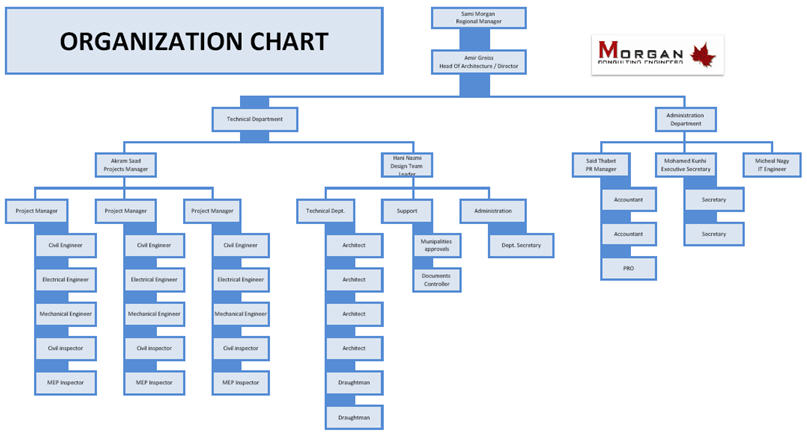 ORGANIZATION CHART
Sami Morgan
Regional Manager
MORGAN
CONSULTING ENGINEERS
Amir Greiss
Head Of Architecture / Director
Technical Department
Administration
Department
Akram Saad
Projects Manager
Hani Naami
Design Team
Leader
Said Thabet
PR Manager
Mohamed Kunhi
Executive Secretary
Micheal Nagy
IT Engineer
Project Manager
Project Manager
Project Manager
Technical Dept.
Support
Administration
Accountant
Secretary
Civil Engineer
Civil Engineer
Civil Engineer
Architect
Munipalities
approvals
Dept. Secretary
Accountant
Secretary
Electrical Engineer
Electrical Engineer
Electrical Engineer
Architect
Documents
Controller
PRO
Mechanical Engineer
Mechanical Engineer
Mechanical Engineer
Architect
Civil inspector
Civil inspector
Civil inspector
Architect
MEP Inspector
MEP Inspector
MEP Inspector
Draughtman
Draughtman